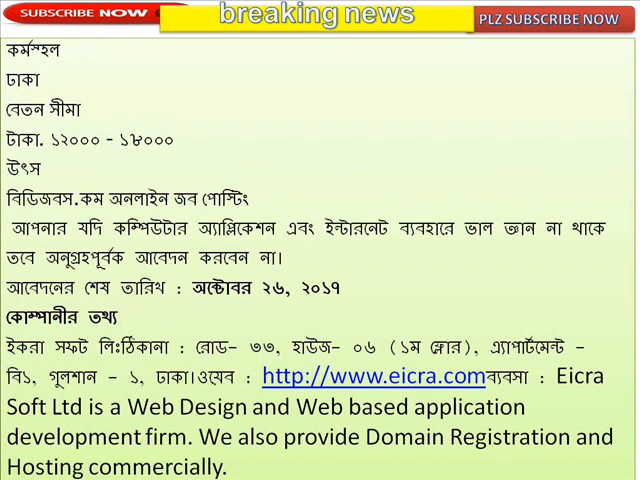 SUBSCRIBE NOW
breaking news
PLZ SUBSCRIBE NOW
কর্মস্হল
ঢাকা
বেতন সীমা
টাকা. ১২০০০ - ১৮০০০
উৎস
বিডিজবস.কম অনলাইন জব পোস্টিং
আপনার যদি কম্পিউটার অ্যাপ্লিকেশন এবং ইন্টারনেট ব্যবহারে ভাল জ্ঞান না থাকে
তবে অনুগ্রহপূর্বক আবেদন করবেন না।
আবেদনের শেষ তারিখ : অক্টোবর ২৬, ২০১৭
কোম্পানীর তথ্য
ইকরা সফট লিঃঠিকানা : রোড– ৩৩, হাউজ– ০৬ (১ম ফ্লোর), এ্যাপার্টমেন্ট –
বি১, গুলশান – ১, ঢাকা।ওয়েব : http://www.eicra.comব্যবসা : Eicra
Soft Ltd is a Web Design and Web based application
development firm. We also provide Domain Registration and
Hosting commercially.